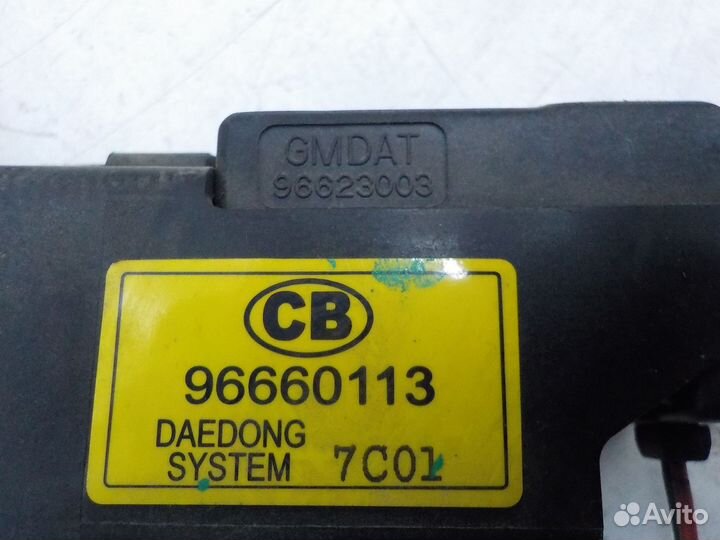 GMDAT
96623003
CB
96660113
DAEDONG
SYSTEM 7C01
Avito